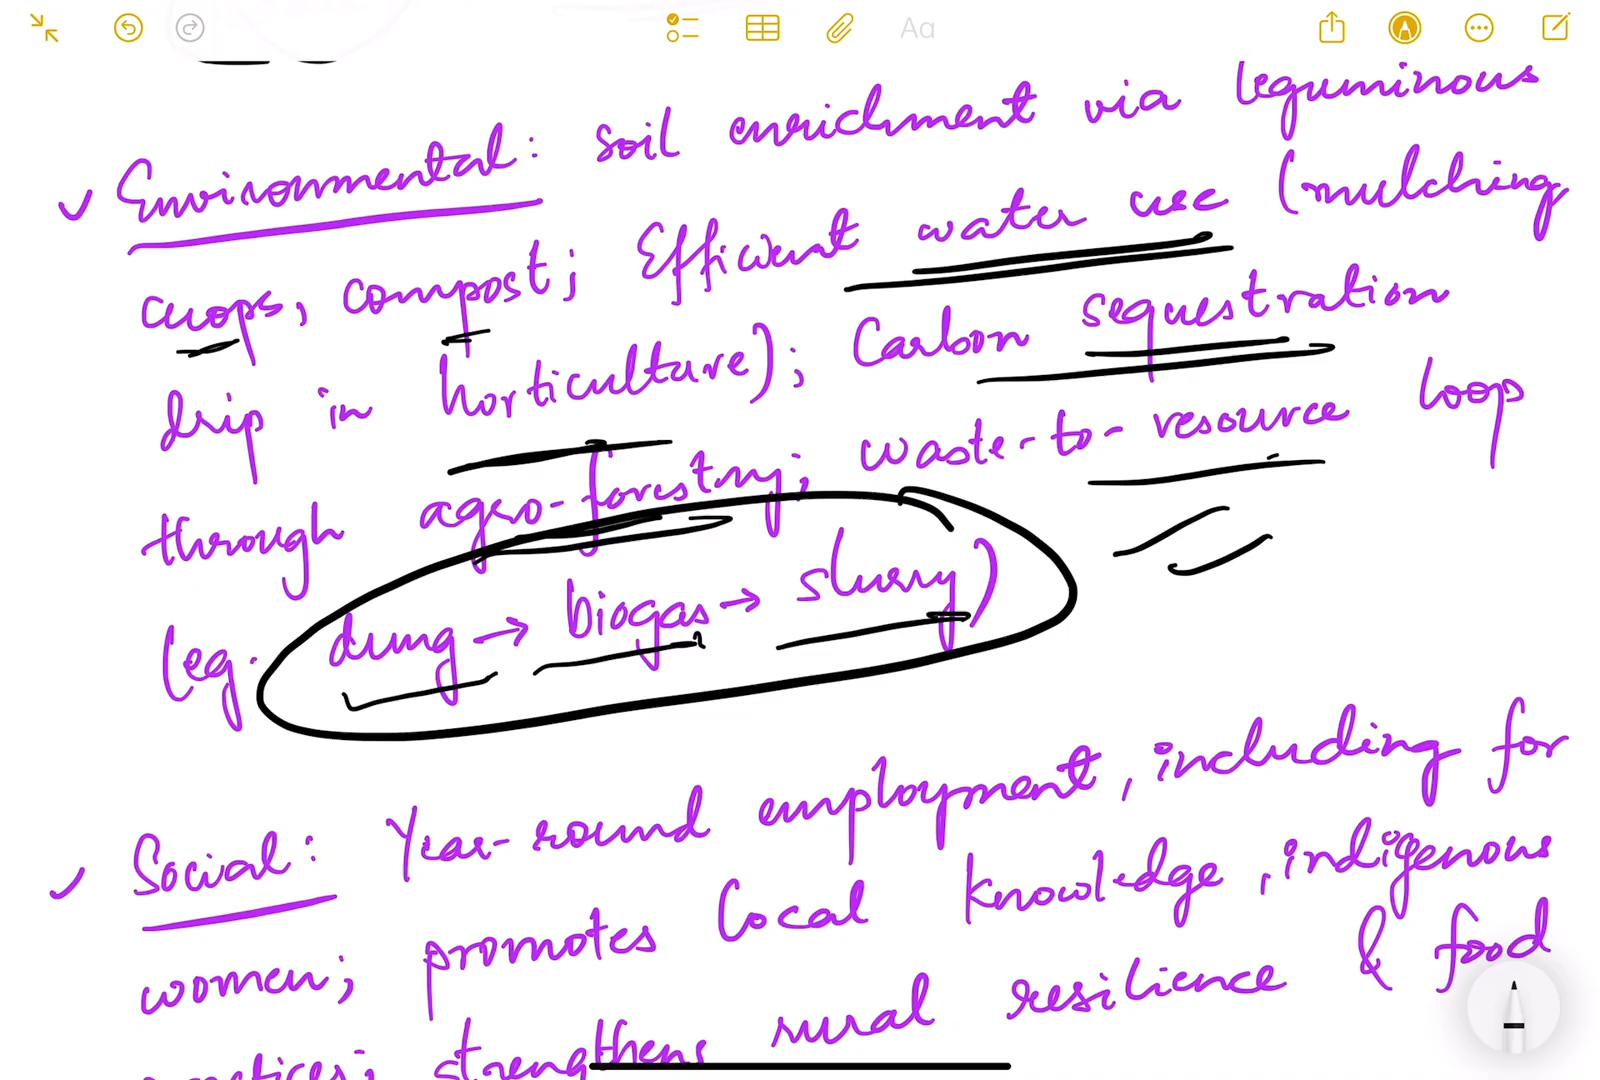 Aa
Environmental: soil enrichment via leguminous
crops, compost; Efficient water use (mulching
drip in horticulture); Carbon sequestration
through agro-forestry; waste-to-resource loop
(eg. dung → biogas → slurry)
Social: Year-round employment, including for
women; promotes local knowledge, indigenous
practices; strengthens rural resilience & food